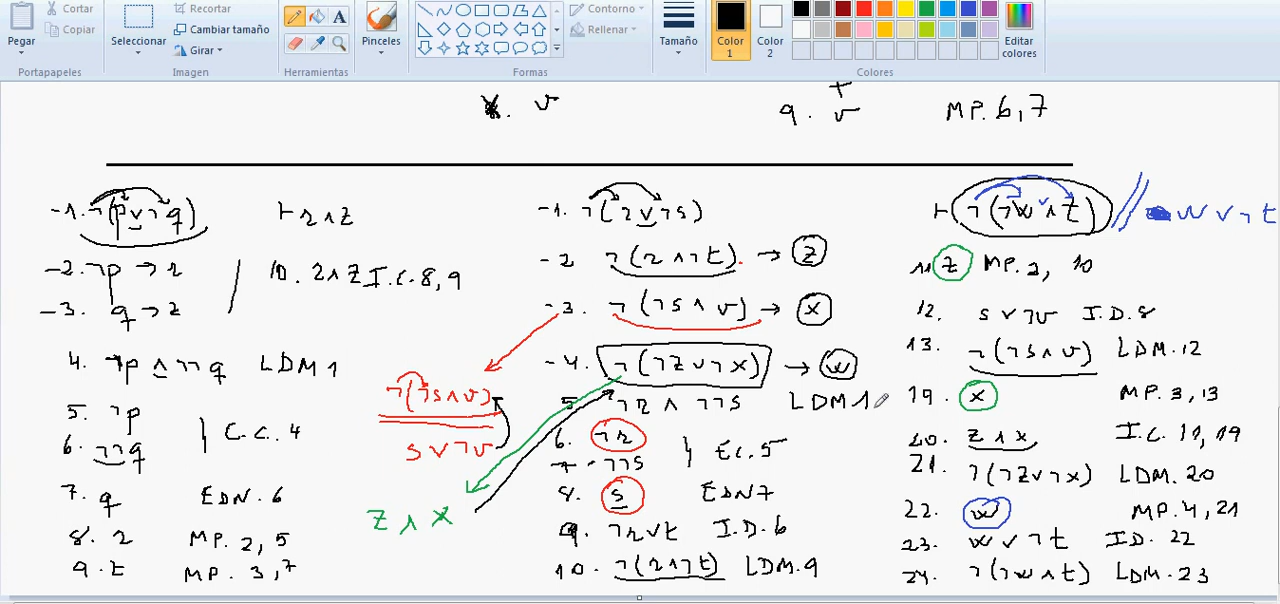 Cortar
Copiar
Pegar
Portapapeles
Seleccionar
Recortar
Cambiar tamaño
Girar
Imagen
A
Herramientas
Pinceles
Contorno
Rellenar
Formas
Tamaño
Color 1
Color 2
Editar colores
Colores
. v
9. v MP. 6,7
-1. ¬(p∨¬q) ⊢ r∧z
-2. ¬p → r
-3. q → z
10. r∧z I.C. 8,9
4. ¬p ∧ ¬¬q LDM 1
5. ¬p
6. ¬¬q } E.C. 4
7. q EDN. 6
8. r MP. 2,5
9. z MP. 3,7
-1. ¬(r∨¬s)
-2 ¬(r∧¬t). → z
-3. ¬(¬s∧v) → x
-4. ¬(¬z∨¬x) → w
5. ¬r ∧ ¬¬s LDM 1
6. ¬r
7. ¬¬s } E.C. 5
8. s EDN 7
9. ¬r∨t I.D. 6
10. ¬(r∧¬t) LDM. 9
¬(¬s∧v)
s∨¬v
z∧x
⊢ ¬(¬w∧t) // w∨¬t
11 z MP. 2, 10
12. s∨¬v I.D. 8
13. ¬(¬s∧v) LDM. 12
19. x MP. 3,13
20. z∧x I.C. 11,19
21. ¬(¬z∨¬x) LDM. 20
22. w MP. 4,21
23. w∨¬t I.D. 22
24. ¬(¬w∧t) LDM. 23